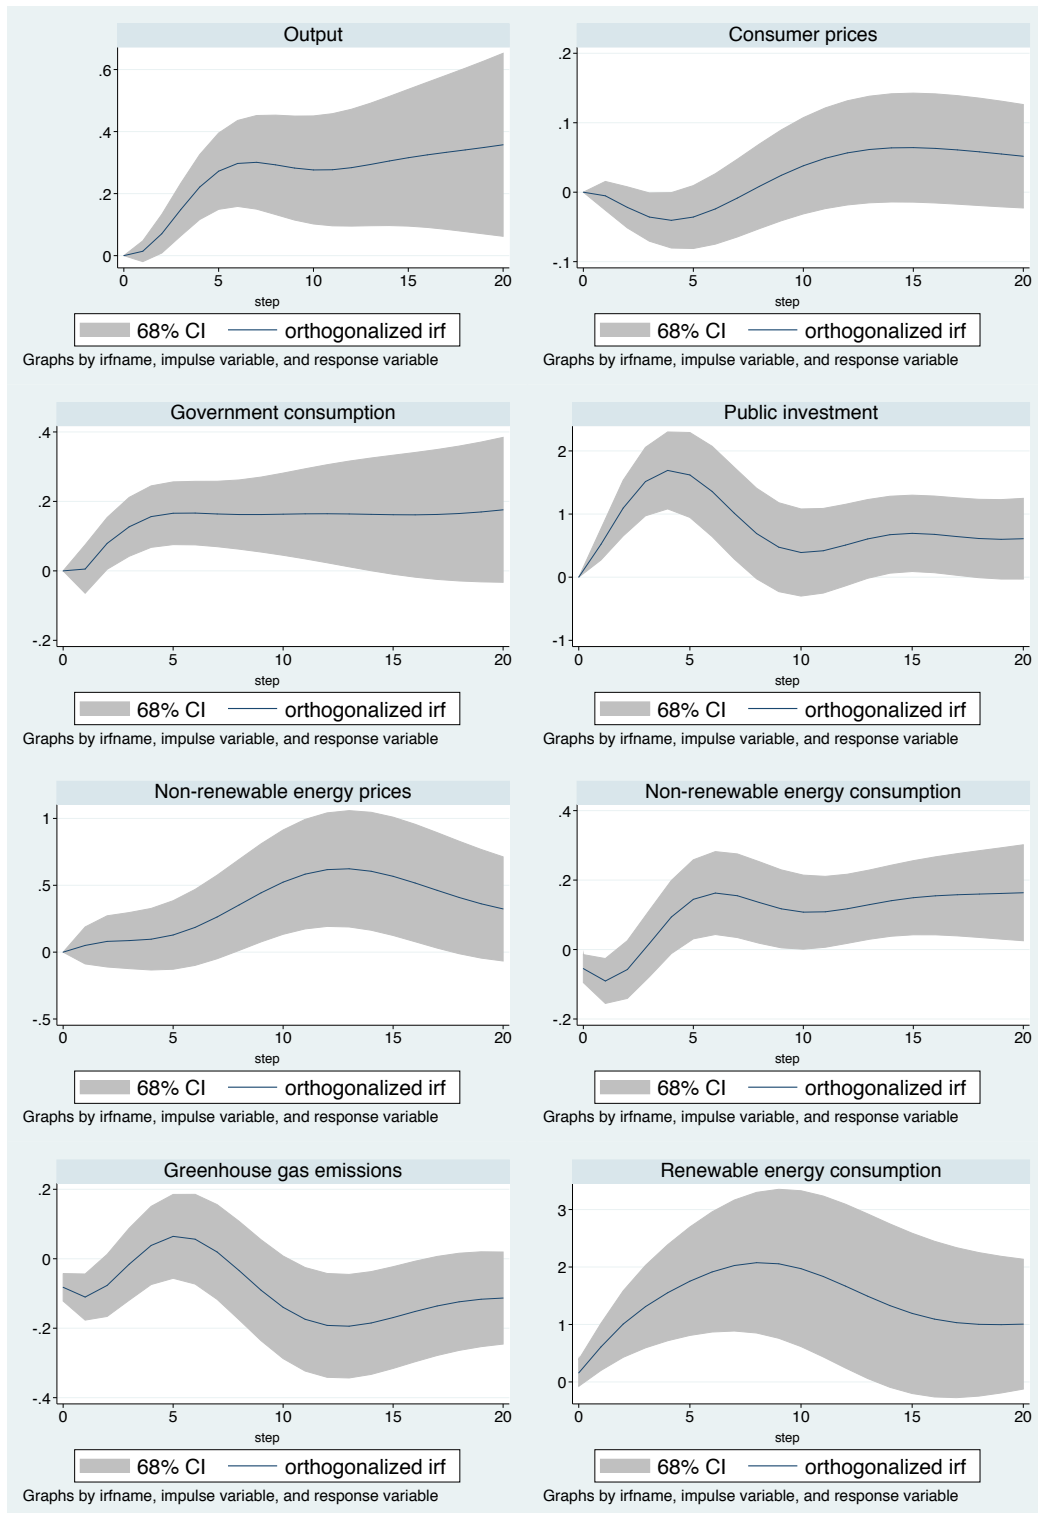 Output
.6
.4
.2
0
0 5 10 15 20
step
68% CI orthogonalized irf
Graphs by irfname, impulse variable, and response variable
Consumer prices
.2
.1
0
-.1
0 5 10 15 20
step
68% CI orthogonalized irf
Graphs by irfname, impulse variable, and response variable
Government consumption
.4
.2
0
-.2
0 5 10 15 20
step
68% CI orthogonalized irf
Graphs by irfname, impulse variable, and response variable
Public investment
2
1
0
-1
0 5 10 15 20
step
68% CI orthogonalized irf
Graphs by irfname, impulse variable, and response variable
Non-renewable energy prices
1
.5
0
-.5
0 5 10 15 20
step
68% CI orthogonalized irf
Graphs by irfname, impulse variable, and response variable
Non-renewable energy consumption
.4
.2
0
-.2
0 5 10 15 20
step
68% CI orthogonalized irf
Graphs by irfname, impulse variable, and response variable
Greenhouse gas emissions
.2
0
-.2
-.4
0 5 10 15 20
step
68% CI orthogonalized irf
Graphs by irfname, impulse variable, and response variable
Renewable energy consumption
3
2
1
0
0 5 10 15 20
step
68% CI orthogonalized irf
Graphs by irfname, impulse variable, and response variable